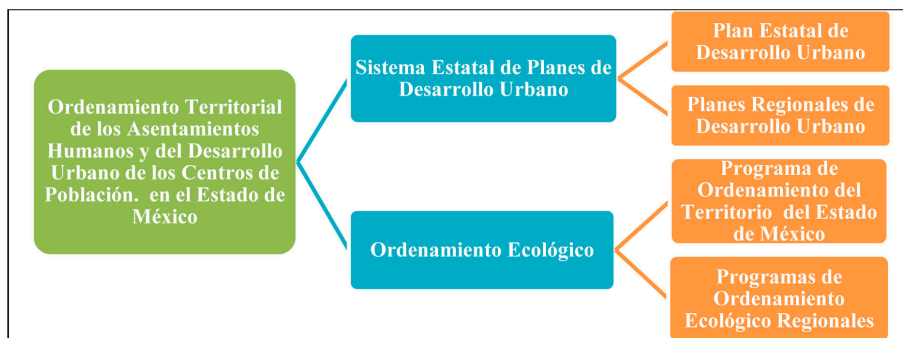 Ordenamiento Territorial
de los Asentamientos
Humanos y del Desarrollo
Urbano de los Centros de
Población. en el Estado de
México
Sistema Estatal de Planes de
Desarrollo Urbano
Plan Estatal de
Desarrollo Urbano
Planes Regionales de
Desarrollo Urbano
Ordenamiento Ecológico
Programa de
Ordenamiento del
Territorio del Estado
de México
Programas de
Ordenamiento
Ecológico Regionales